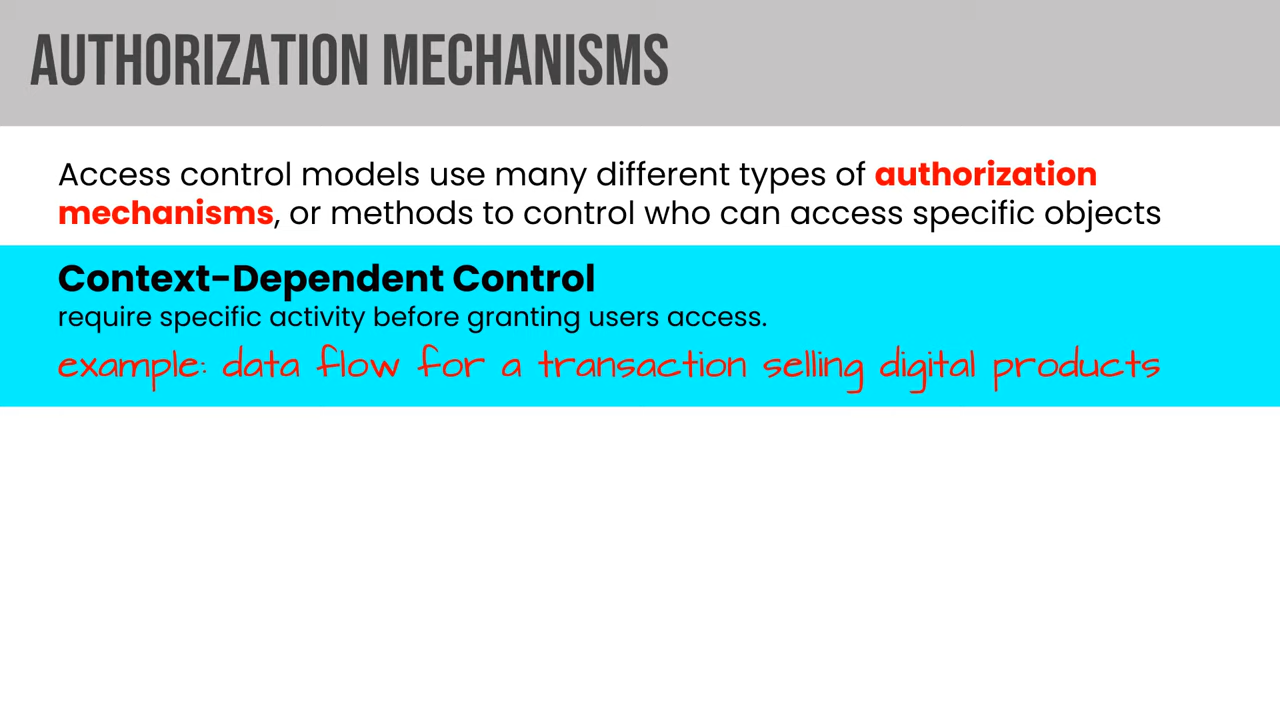 AUTHORIZATION MECHANISMS
Access control models use many different types of authorization
mechanisms, or methods to control who can access specific objects
Context-Dependent Control
require specific activity before granting users access.
example: data flow for a transaction selling digital products